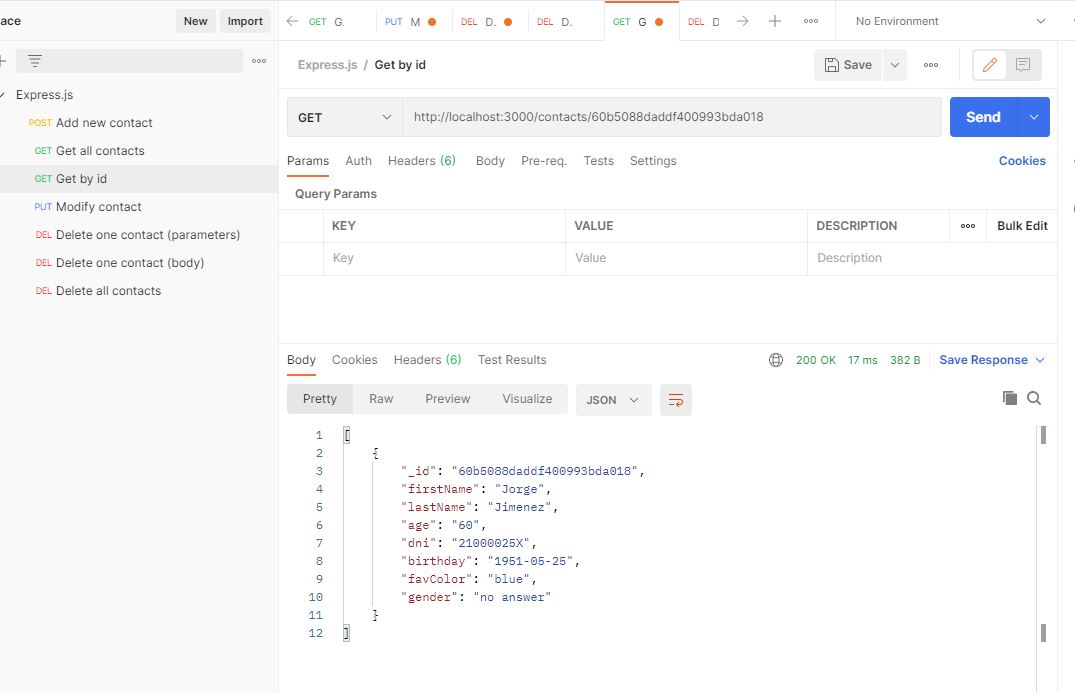 ace
New
Import
GET G.
PUT M
DEL D.
DEL D.
GET G
DEL D
No Environment
Express.js
POST Add new contact
GET Get all contacts
GET Get by id
PUT Modify contact
DEL Delete one contact (parameters)
DEL Delete one contact (body)
DEL Delete all contacts
Express.js / Get by id
Save
GET
http://localhost:3000/contacts/60b5088daddf400993bda018
Send
Params Auth Headers (6) Body Pre-req. Tests Settings
Cookies
Query Params
KEY VALUE DESCRIPTION
Bulk Edit
Key Value Description
Body Cookies Headers (6) Test Results
200 OK 17 ms 382 B
Save Response
Pretty Raw Preview Visualize
JSON
1 [
2 {
3 "_id": "60b5088daddf400993bda018",
4 "firstName": "Jorge",
5 "lastName": "Jimenez",
6 "age": "60",
7 "dni": "21000025X",
8 "birthday": "1951-05-25",
9 "favColor": "blue",
10 "gender": "no answer"
11 }
12 ]